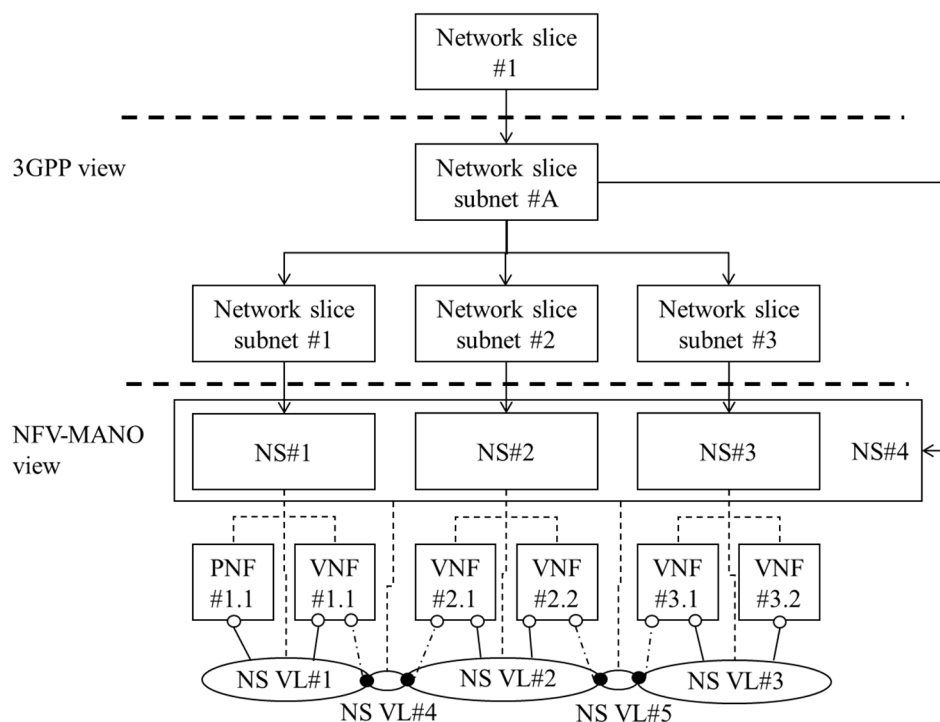 Network slice
#1
3GPP view
Network slice
subnet #A
Network slice
subnet #1
Network slice
subnet #2
Network slice
subnet #3
NFV-MANO
view
NS#1
NS#2
NS#3
NS#4
PNF
#1.1
VNF
#1.1
VNF
#2.1
VNF
#2.2
VNF
#3.1
VNF
#3.2
NS VL#1
NS VL#2
NS VL#3
NS VL#4
NS VL#5